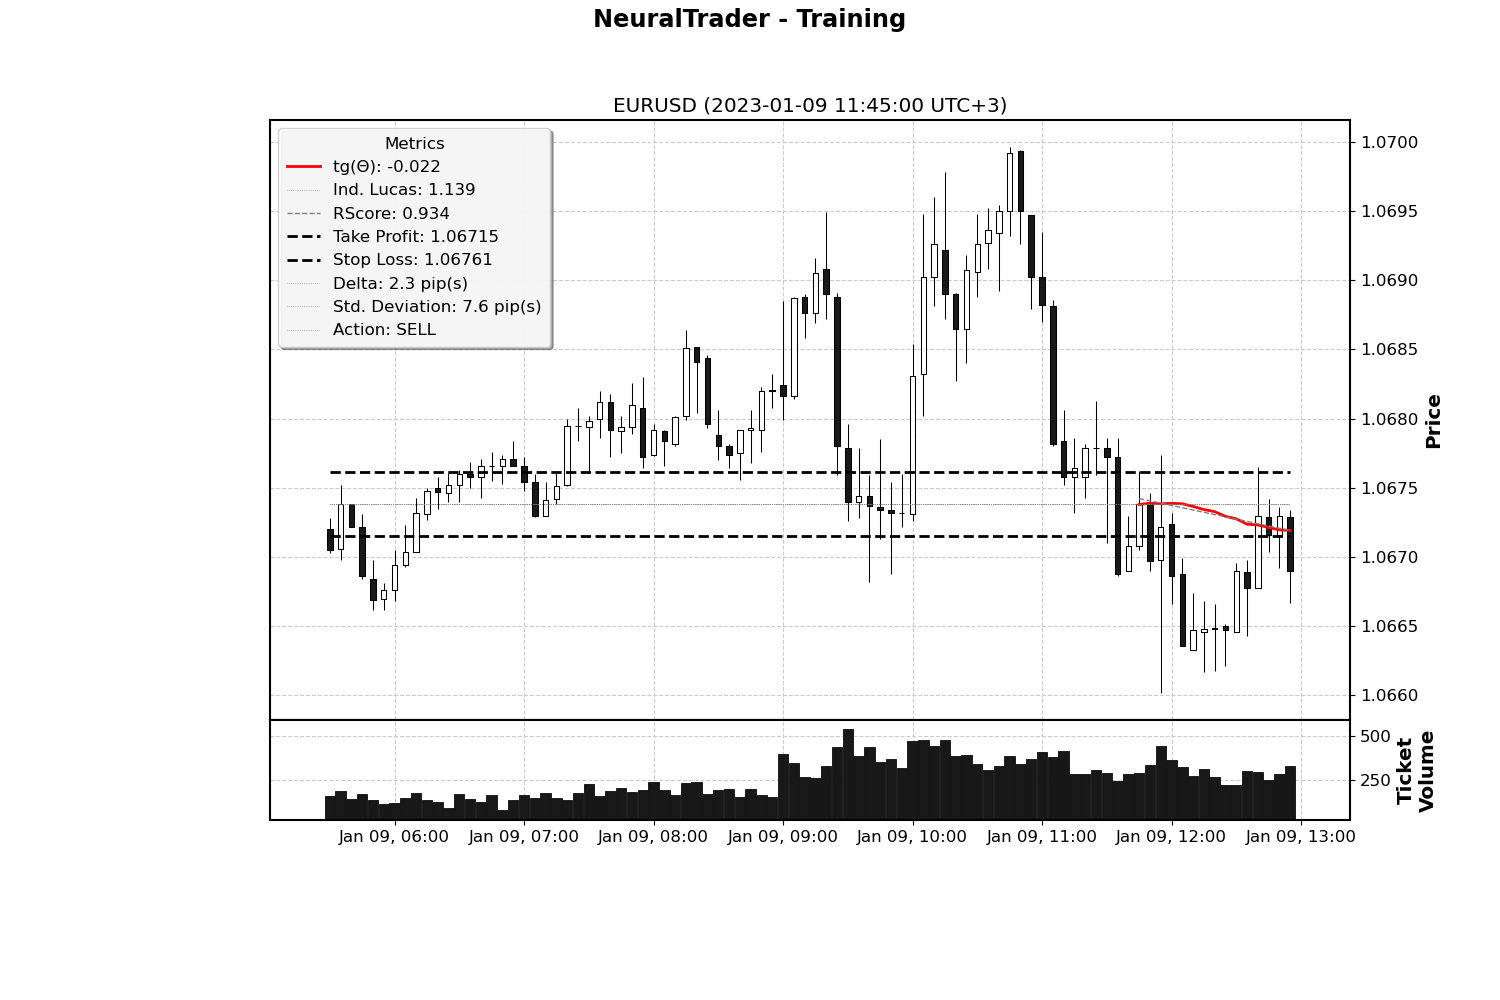 NeuralTrader - Training
EURUSD (2023-01-09 11:45:00 UTC+3)
Metrics
tg(Θ): -0.022
Ind. Lucas: 1.139
RScore: 0.934
Take Profit: 1.06715
Stop Loss: 1.06761
Delta: 2.3 pip(s)
Std. Deviation: 7.6 pip(s)
Action: SELL
1.0700
1.0695
1.0690
1.0685
1.0680
1.0675
1.0670
1.0665
1.0660
Price
500
250
Ticket
Volume
Jan 09, 06:00
Jan 09, 07:00
Jan 09, 08:00
Jan 09, 09:00
Jan 09, 10:00
Jan 09, 11:00
Jan 09, 12:00
Jan 09, 13:00